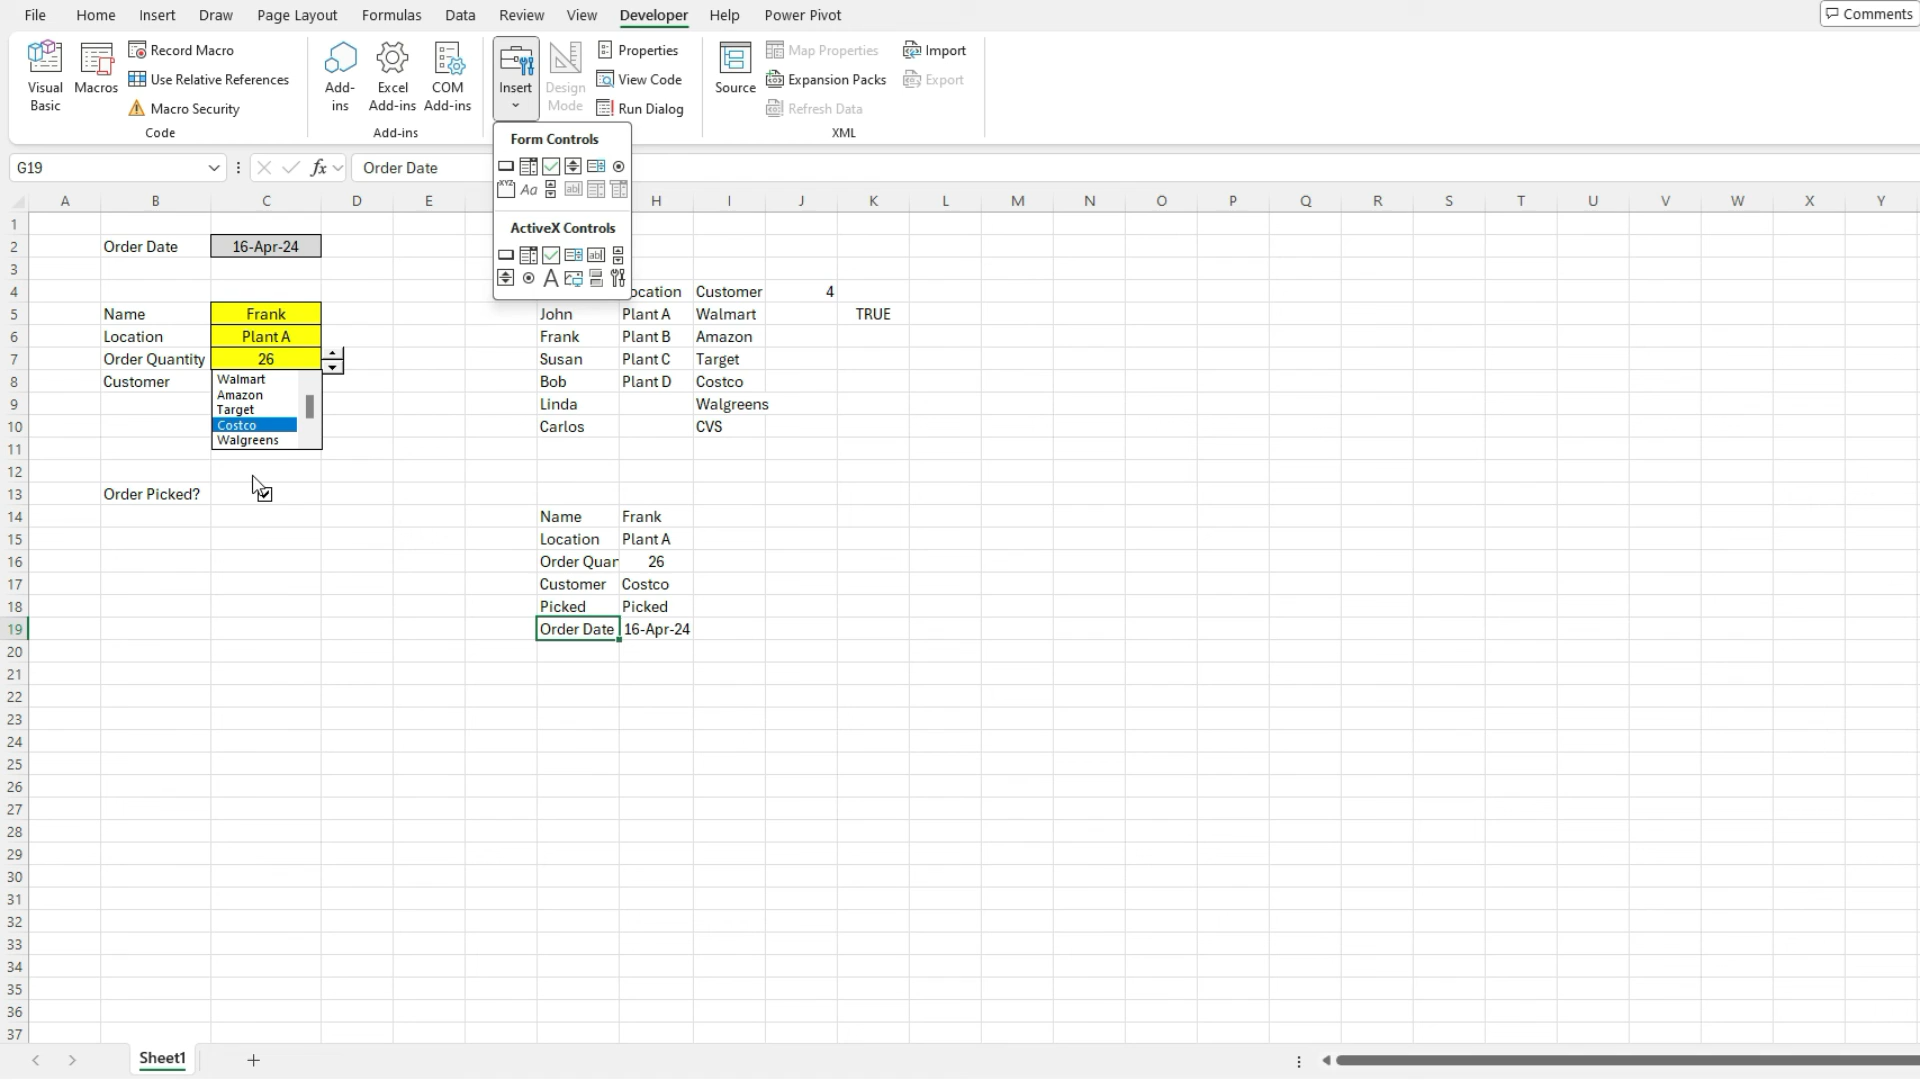 File Home Insert Draw Page Layout Formulas Data Review View Developer Help Power Pivot Comments
Visual Basic
Macros
Record Macro
Use Relative References
Macro Security
Code
Add-ins
Excel Add-ins
COM Add-ins
Add-ins
Insert
Design Mode
Properties
View Code
Run Dialog
Source
Map Properties
Expansion Packs
Refresh Data
Import
Export
XML
Form Controls
XYZ Aa ab|
ActiveX Controls
ab|
A
G19 fx Order Date
A B C D E H I J K L M N O P Q R S T U V W X Y
1
2 Order Date 16-Apr-24
3
4 ocation Customer 4
5 Name Frank John Plant A Walmart TRUE
6 Location Plant A Frank Plant B Amazon
7 Order Quantity 26 Susan Plant C Target
8 Customer Bob Plant D Costco
Walmart
Amazon
Target
Costco
Walgreens
9 Linda Walgreens
10 Carlos CVS
11
12
13 Order Picked?
14 Name Frank
15 Location Plant A
16 Order Quar 26
17 Customer Costco
18 Picked Picked
19 Order Date 16-Apr-24
20
21
22
23
24
25
26
27
28
29
30
31
32
33
34
35
36
37
Sheet1